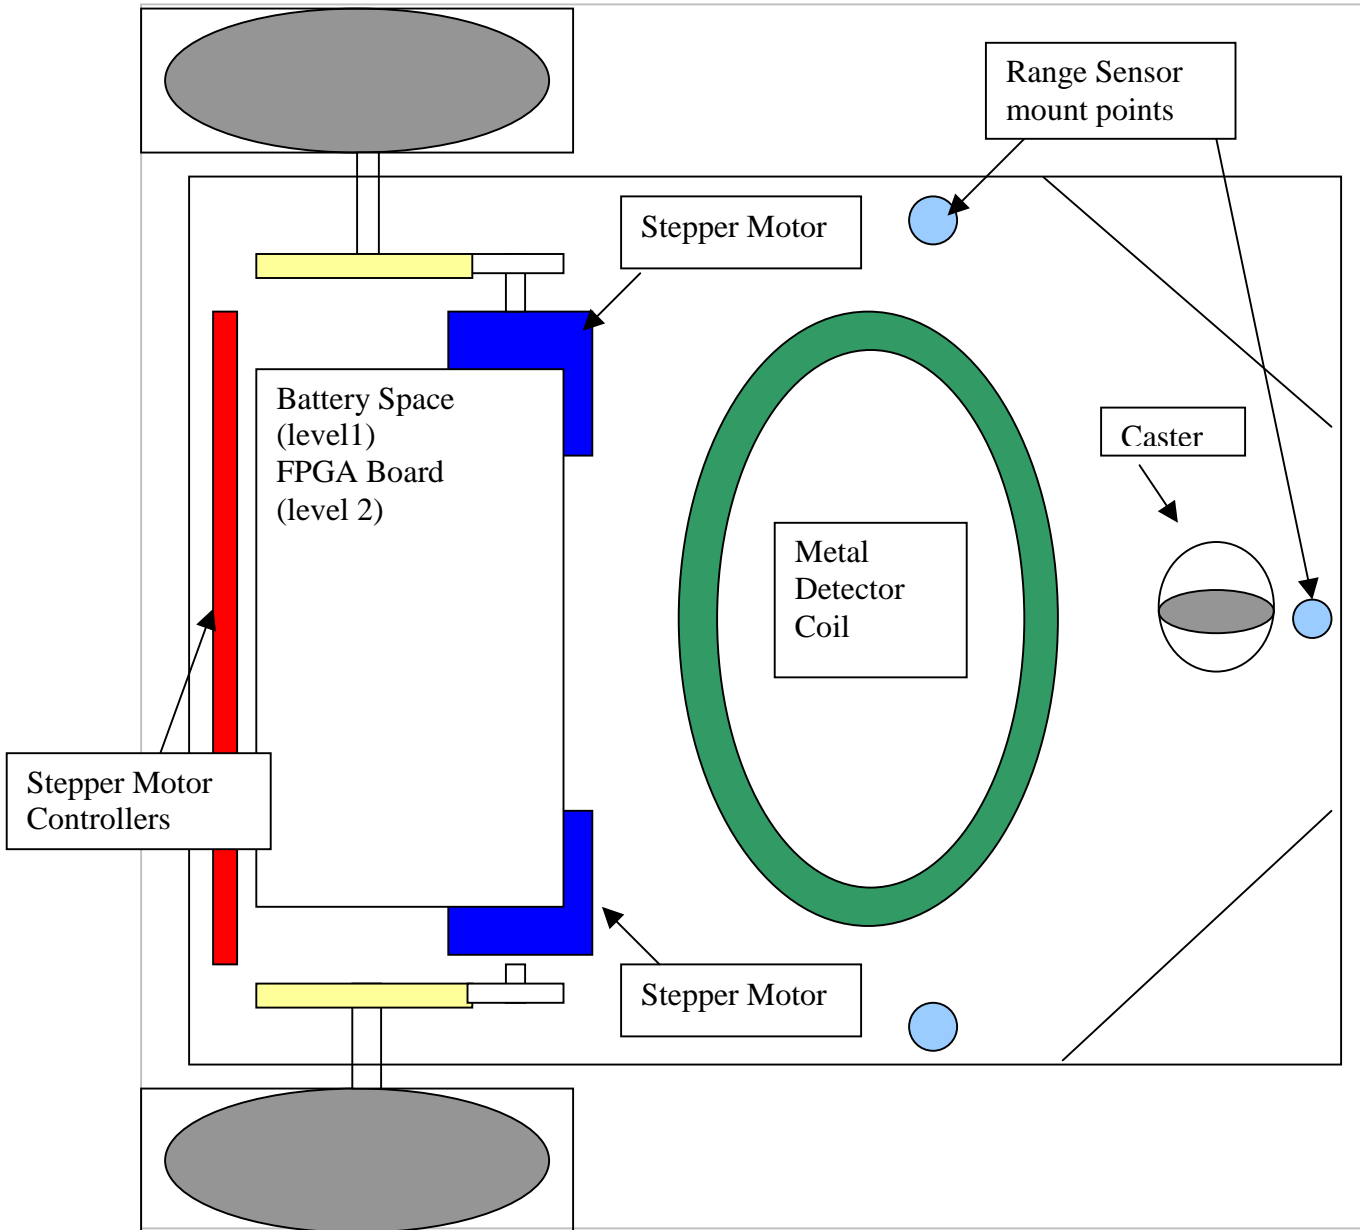 Range Sensor
mount points
Stepper Motor
Battery Space
(level1)
FPGA Board
(level 2)
Caster
Metal
Detector
Coil
Stepper Motor
Controllers
Stepper Motor